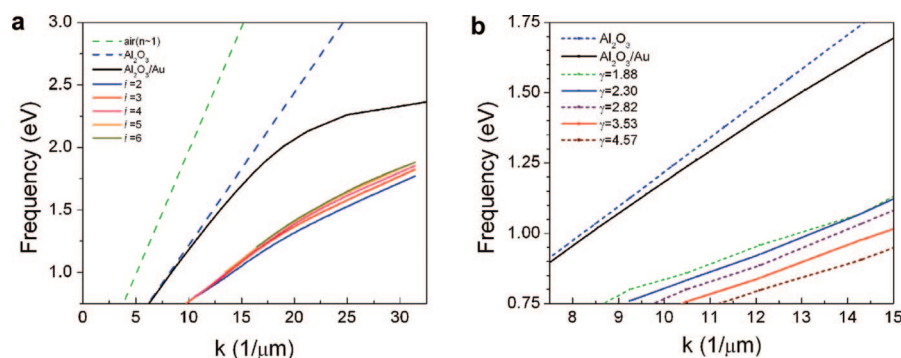 a
Frequency (eV)
3.0
2.5
2.0
1.5
1.0
air(n~1)
Al₂O₃
Al₂O₃/Au
i =2
i =3
i =4
i =5
i =6
0 5 10 15 20 25 30
k (1/μm)
b
Frequency (eV)
1.75
1.50
1.25
1.00
0.75
Al₂O₃
Al₂O₃/Au
γ=1.88
γ=2.30
γ=2.82
γ=3.53
γ=4.57
8 9 10 11 12 13 14 15
k (1/μm)